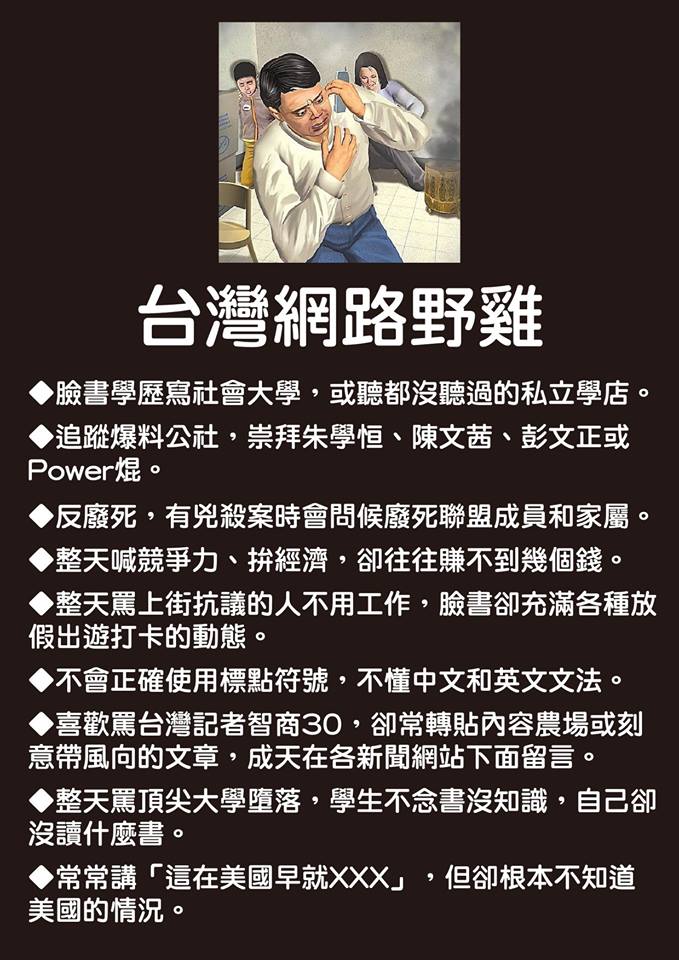 台灣網路野雞
◆臉書學歷寫社會大學，或聽都沒聽過的私立學店。
◆追蹤爆料公社，崇拜朱學恒、陳文茜、彭文正或
Power焜。
◆反廢死，有兇殺案時會問候廢死聯盟成員和家屬。
◆整天喊競爭力、拚經濟，卻往往賺不到幾個錢。
◆整天罵上街抗議的人不用工作，臉書卻充滿各種放
假出遊打卡的動態。
◆不會正確使用標點符號，不懂中文和英文文法。
◆喜歡罵台灣記者智商30，卻常轉貼內容農場或刻
意帶風向的文章，成天在各新聞網站下面留言。
◆整天罵頂尖大學墮落，學生不念書沒知識，自己卻
沒讀什麼書。
◆常常講「這在美國早就XXX」，但卻根本不知道
美國的情況。